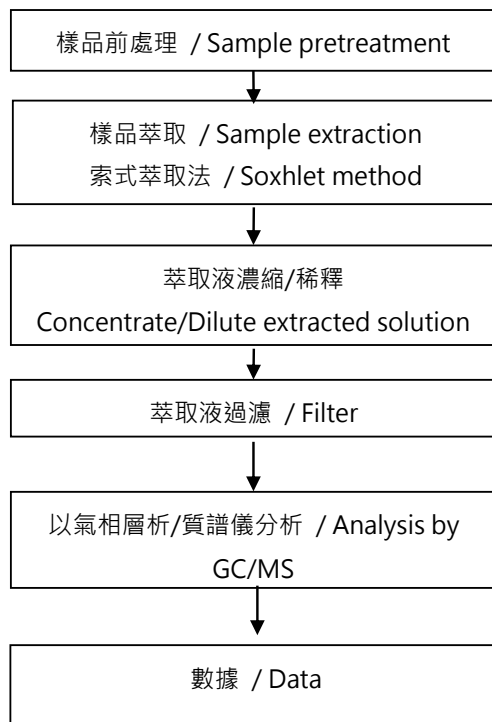 樣品前處理 / Sample pretreatment
樣品萃取 / Sample extraction
索式萃取法 / Soxhlet method
萃取液濃縮/稀釋
Concentrate/Dilute extracted solution
萃取液過濾 / Filter
以氣相層析/質譜儀分析 / Analysis by
GC/MS
數據 / Data